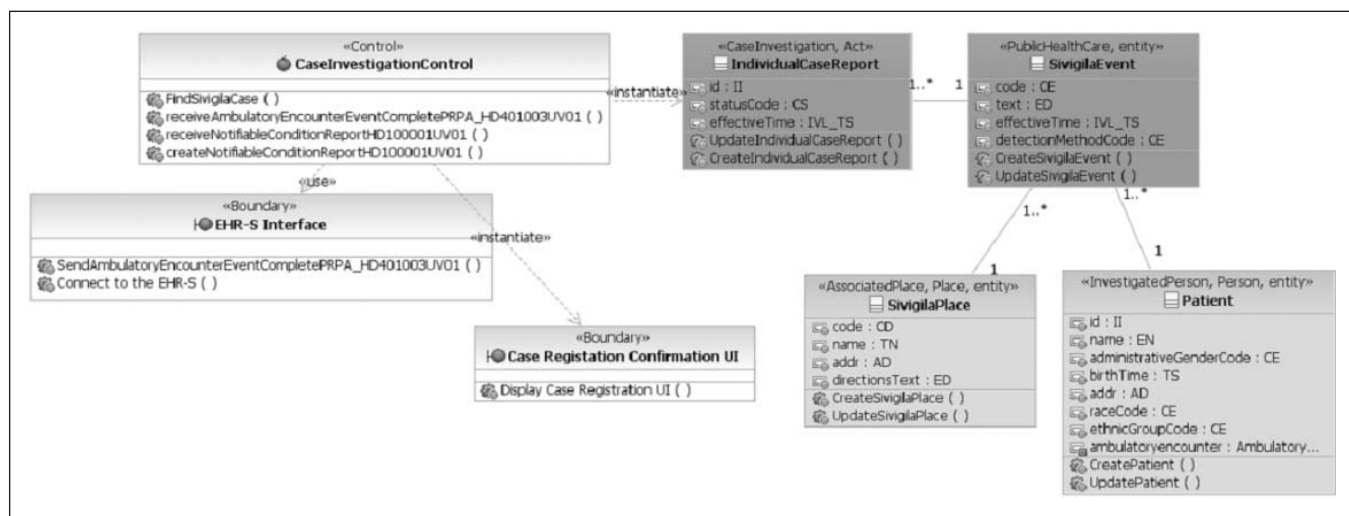 «Control»
CaseInvestigationControl
FindSivigilaCase ( )
receiveAmbulatoryEncounterEventCompletePRPA_HD401003UV01 ( )
receiveNotifiableConditionReportHD100001UV01 ( )
createNotifiableConditionReportHD100001UV01 ( )
«instantiate»
«CaseInvestigation, Act»
IndividualCaseReport
id : II
statusCode : CS
effectiveTime : IVL_TS
UpdateIndividualCaseReport ( )
CreateIndividualCaseReport ( )
1..*
1
«PublicHealthCare, entity»
SivigilaEvent
code : CE
text : ED
effectiveTime : IVL_TS
detectionMethodCode : CE
CreateSivigilaEvent ( )
UpdateSivigilaEvent ( )
«use»
«Boundary»
EHR-S Interface
SendAmbulatoryEncounterEventCompletePRPA_HD401003UV01 ( )
Connect to the EHR-S ( )
«instantiate»
«Boundary»
Case Registation Confirmation UI
Display Case Registration UI ( )
1..*
1
«AssociatedPlace, Place, entity»
SivigilaPlace
code : CD
name : TN
addr : AD
directionsText : ED
CreateSivigilaPlace ( )
UpdateSivigilaPlace ( )
1..*
1
«InvestigatedPerson, Person, entity»
Patient
id : II
name : EN
administrativeGenderCode : CE
birthTime : TS
addr : AD
raceCode : CE
ethnicGroupCode : CE
ambulatoryencounter : Ambulatory...
CreatePatient ( )
UpdatePatient ( )